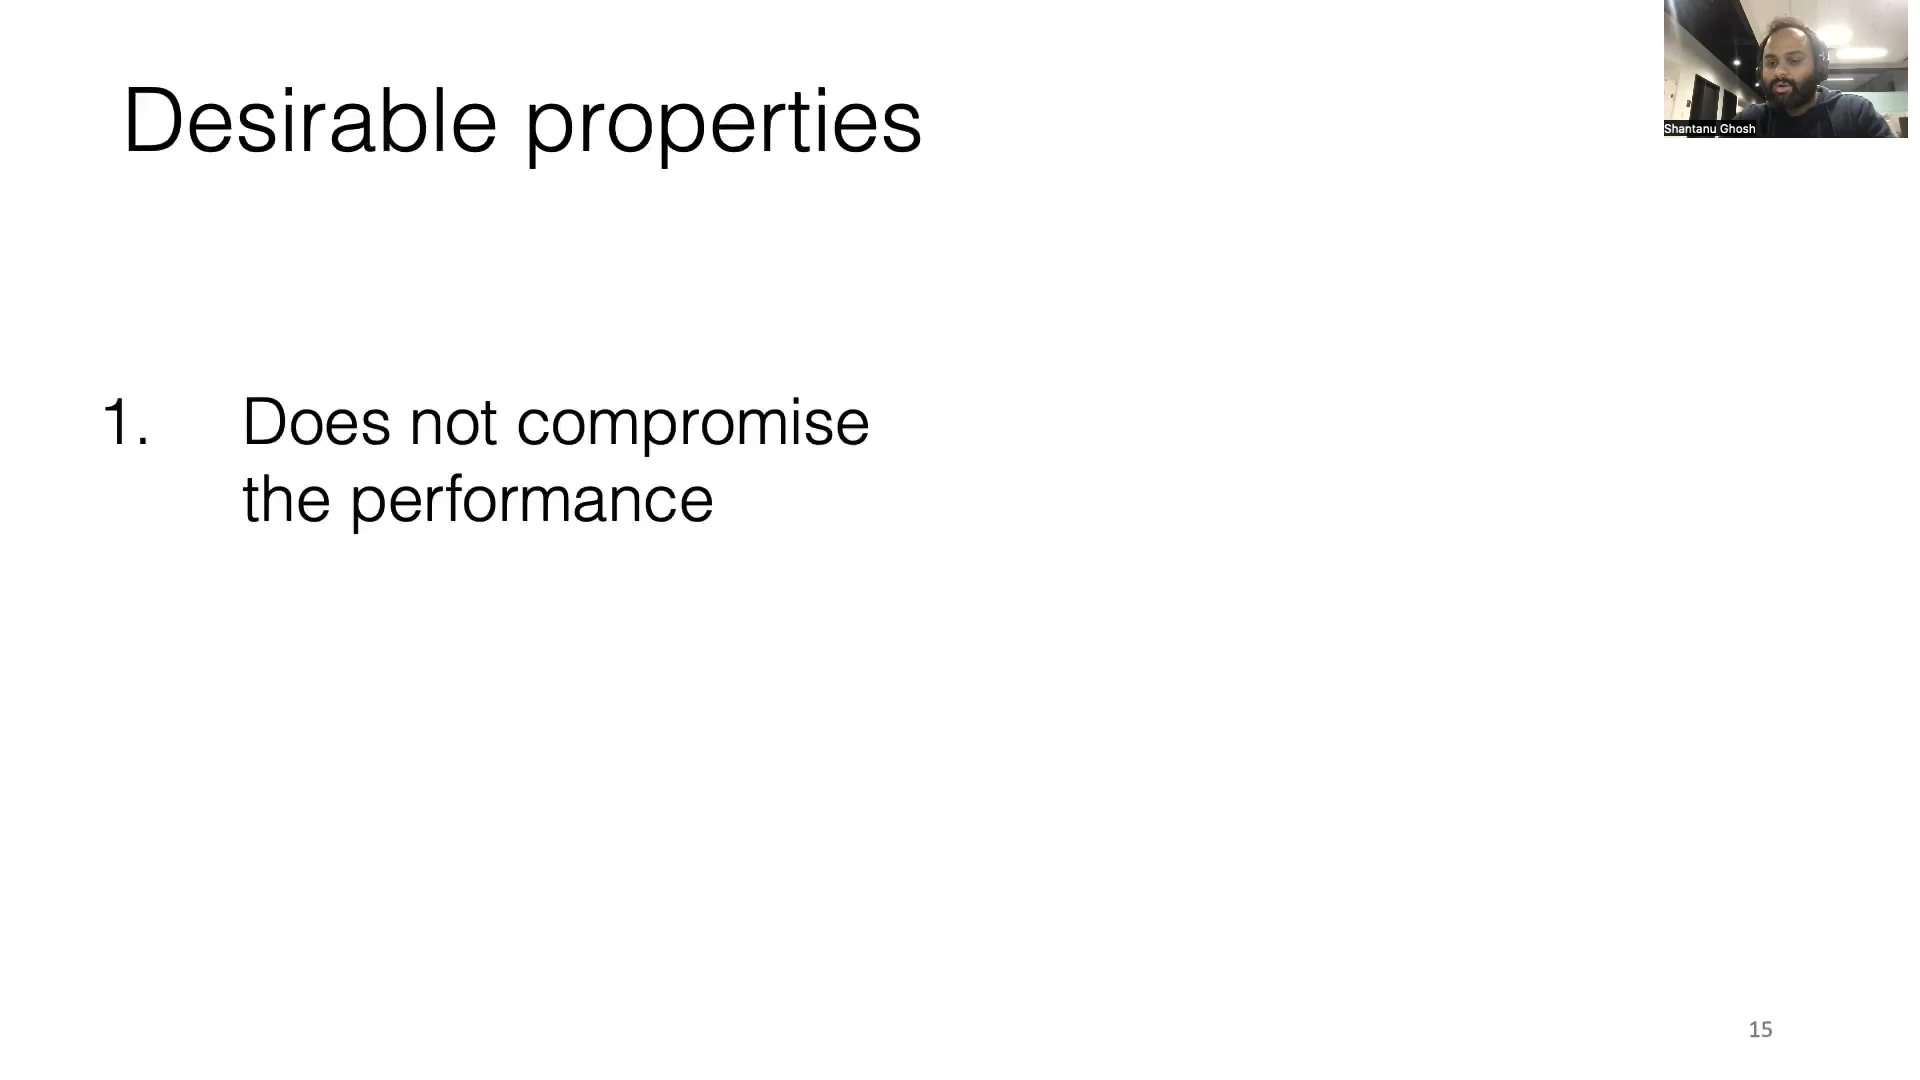 Desirable properties
Shantanu Ghosh
1. Does not compromise
the performance
15